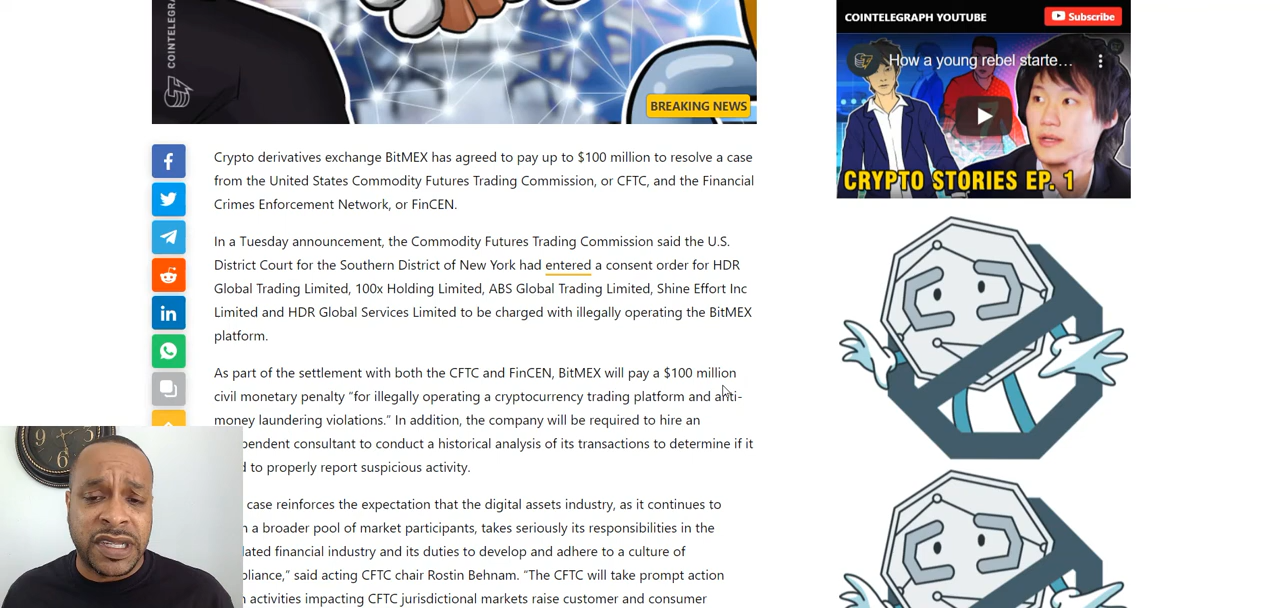 COINTELEGRAPH
BREAKING NEWS
Crypto derivatives exchange BitMEX has agreed to pay up to $100 million to resolve a case
from the United States Commodity Futures Trading Commission, or CFTC, and the Financial
Crimes Enforcement Network, or FinCEN.
In a Tuesday announcement, the Commodity Futures Trading Commission said the U.S.
District Court for the Southern District of New York had entered a consent order for HDR
Global Trading Limited, 100x Holding Limited, ABS Global Trading Limited, Shine Effort Inc
Limited and HDR Global Services Limited to be charged with illegally operating the BitMEX
platform.
As part of the settlement with both the CFTC and FinCEN, BitMEX will pay a $100 million
civil monetary penalty “for illegally operating a cryptocurrency trading platform and anti-
money laundering violations.” In addition, the company will be required to hire an
pendent consultant to conduct a historical analysis of its transactions to determine if it
to properly report suspicious activity.
case reinforces the expectation that the digital assets industry, as it continues to
a broader pool of market participants, takes seriously its responsibilities in the
financial industry and its duties to develop and adhere to a culture of
said acting CFTC chair Rostin Behnam. “The CFTC will take prompt action
activities impacting CFTC jurisdictional markets raise customer and consumer
COINTELEGRAPH YOUTUBE
Subscribe
How a young rebel starte...
CRYPTO STORIES EP. 1